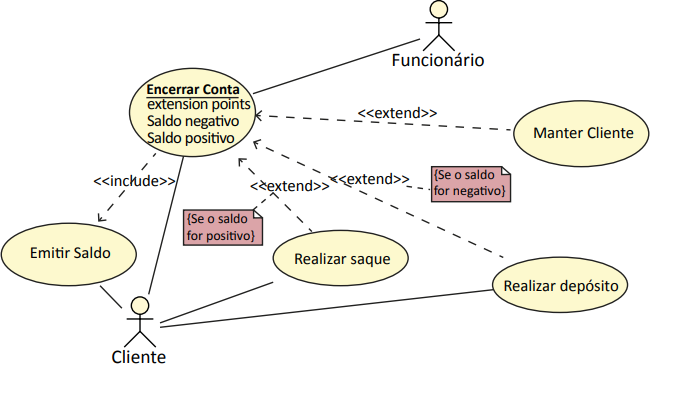 Funcionário
Encerrar Conta
extension points
Saldo negativo
Saldo positivo
<<extend>>
Manter Cliente
<<include>>
<<extend>>
<<extend>>
{Se o saldo
for negativo}
{Se o saldo
for positivo}
Emitir Saldo
Realizar saque
Realizar depósito
Cliente